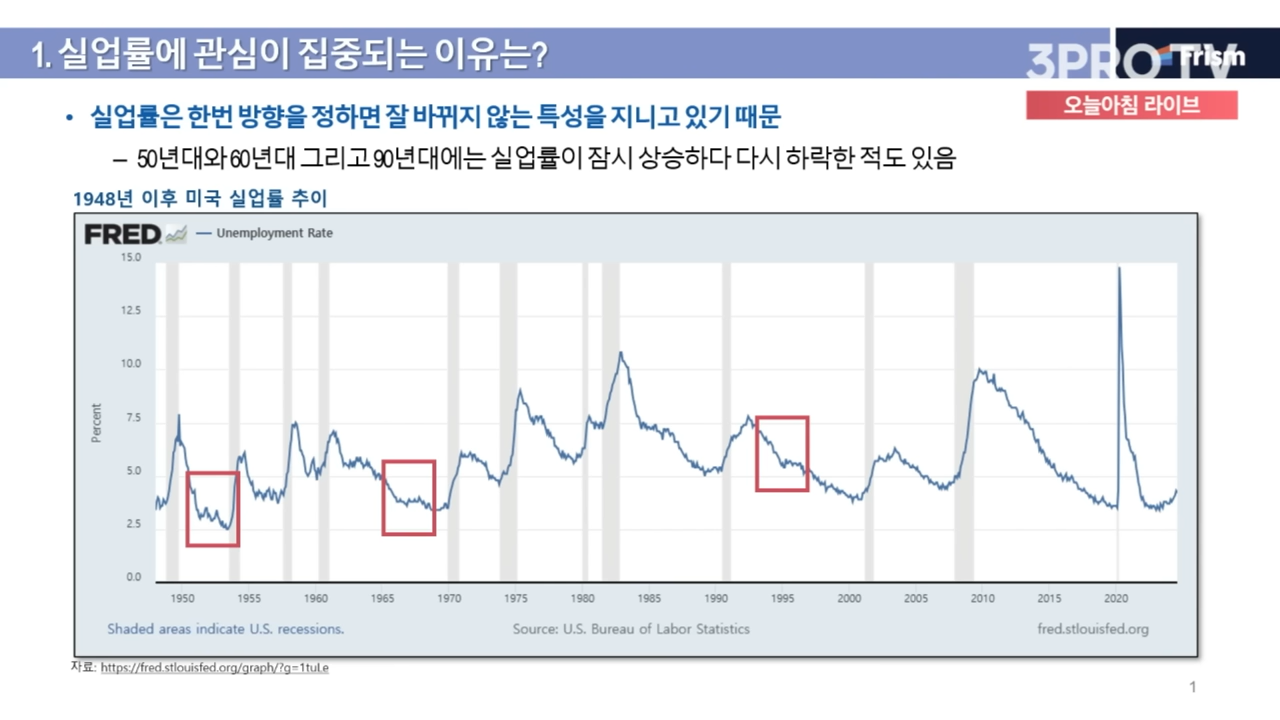 1. 실업률에 관심이 집중되는 이유는?
3PRO TV
Frism
오늘아침 라이브
• 실업률은 한번 방향을 정하면 잘 바뀌지 않는 특성을 지니고 있기 때문
– 50년대와 60년대 그리고 90년대에는 실업률이 잠시 상승하다 다시 하락한 적도 있음
1948년 이후 미국 실업률 추이
FRED — Unemployment Rate
15.0
12.5
10.0
7.5
5.0
2.5
0.0
Percent
1950 1955 1960 1965 1970 1975 1980 1985 1990 1995 2000 2005 2010 2015 2020
Shaded areas indicate U.S. recessions. Source: U.S. Bureau of Labor Statistics fred.stlouisfed.org
자료: https://fred.stlouisfed.org/graph/?g=1tuLe
1